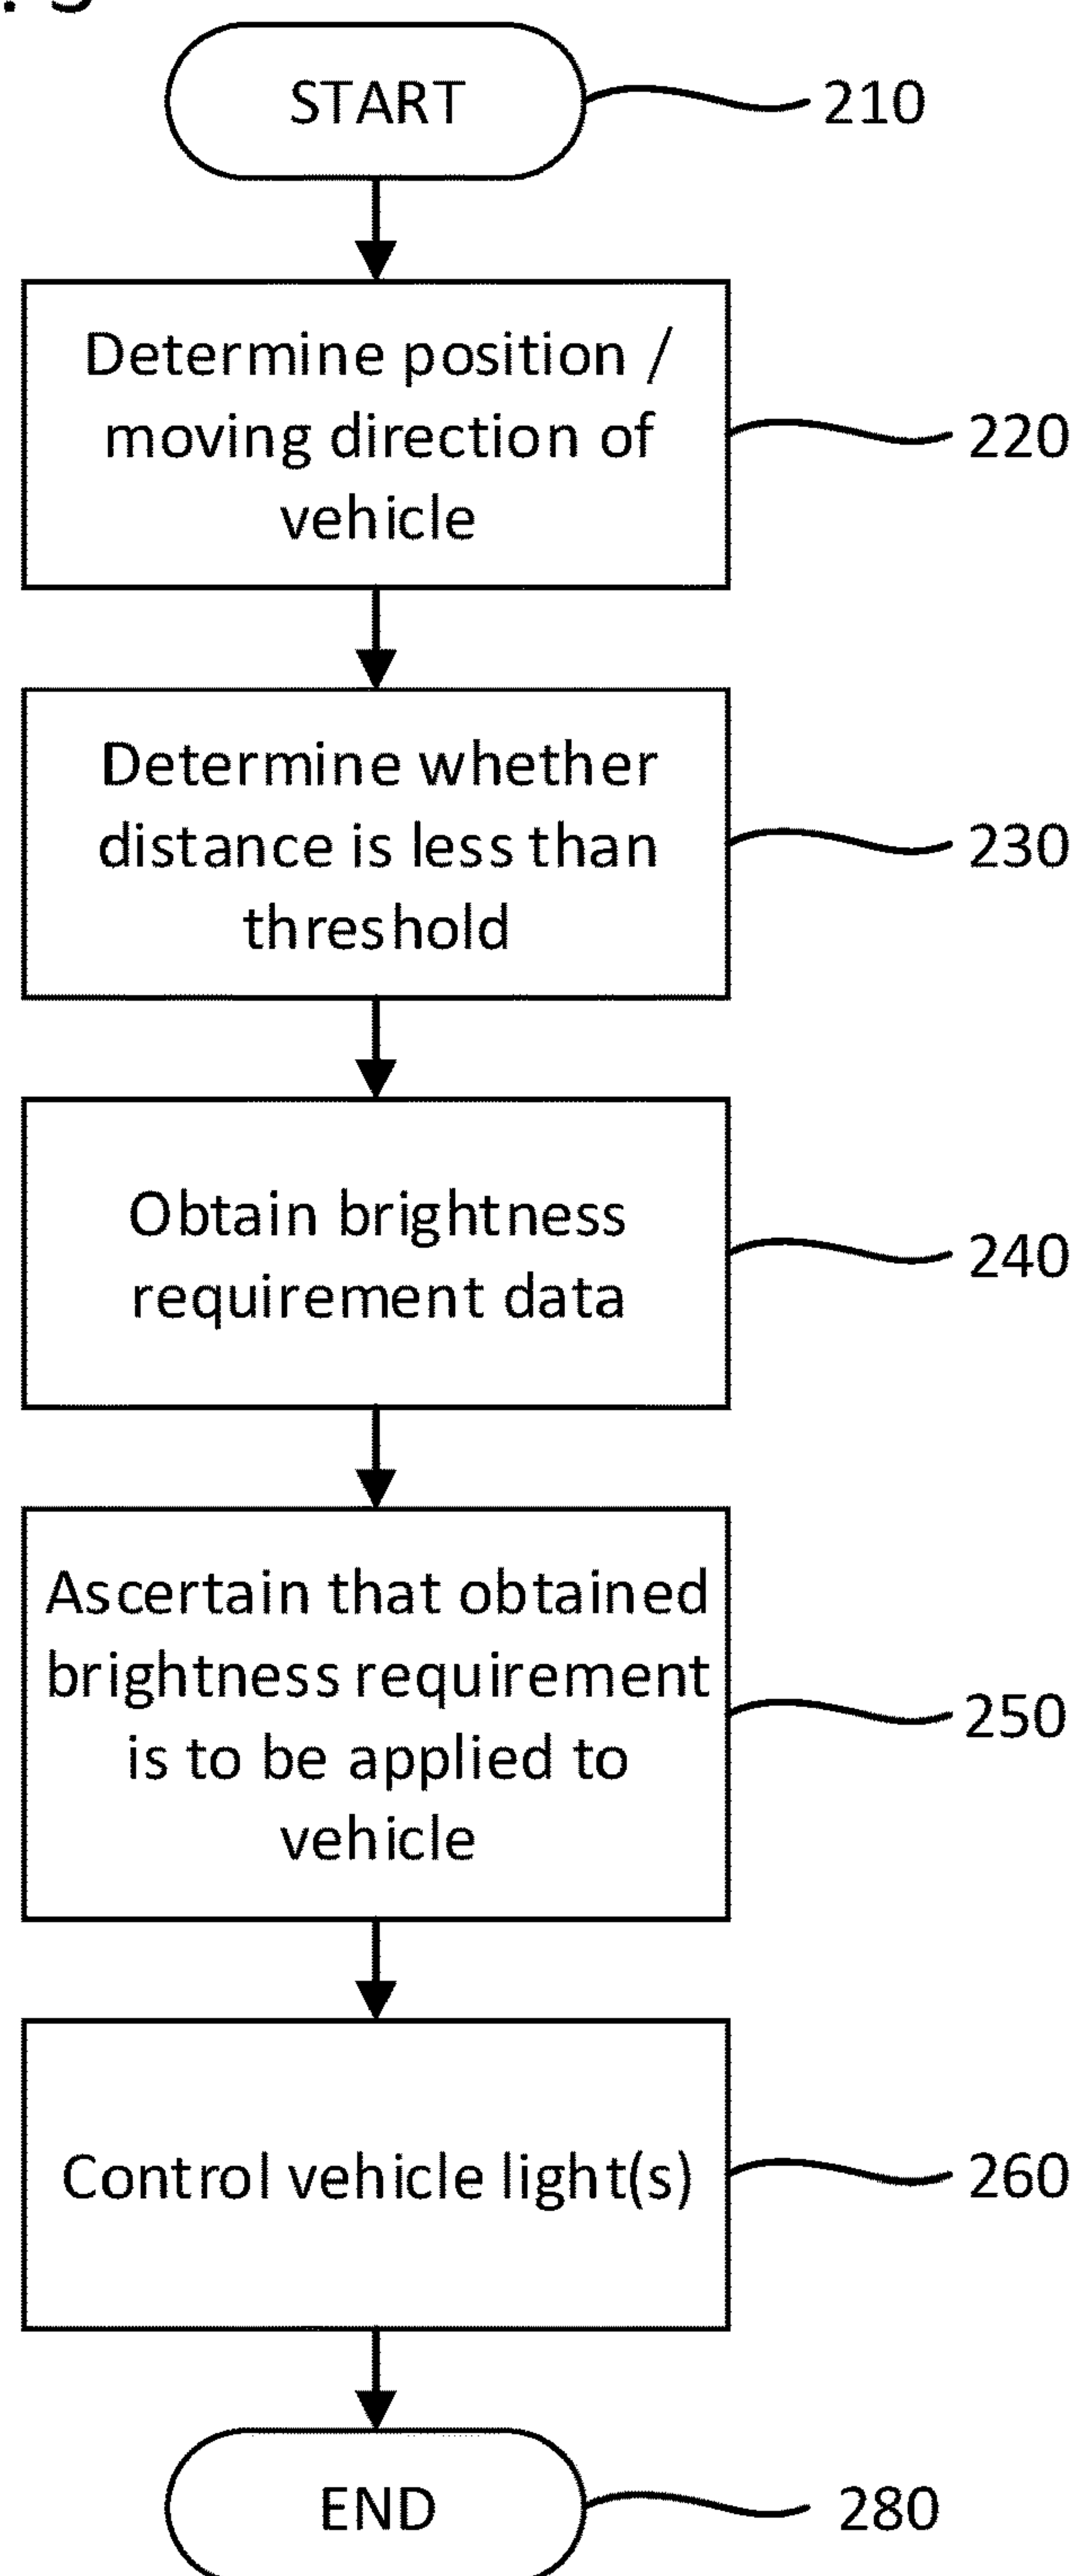 START
210
Determine position /
moving direction of
vehicle
220
Determine whether
distance is less than
threshold
230
Obtain brightness
requirement data
240
Ascertain that obtained
brightness requirement
is to be applied to
vehicle
250
Control vehicle light(s)
260
END
280